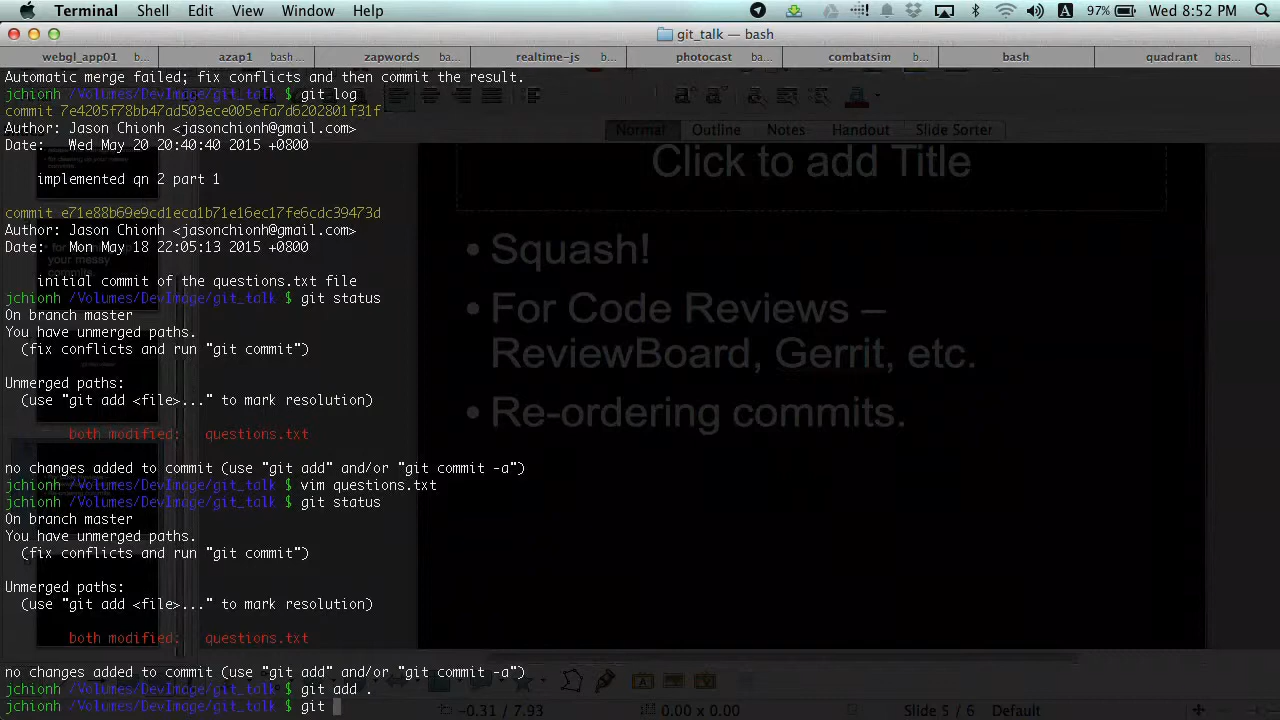 Terminal Shell Edit View Window Help 97% Wed 8:52 PM
git_talk — bash
webgl_app01 b... azap1 bash ... zapwords ba... realtime-js b... photocast ba... combatsim ... bash quadrant bas...
Automatic merge failed; fix conflicts and then commit the result.
jchionh /Volumes/DevImage/git_talk $ git log
commit 7e4205f78bb47ad503ece005efa7d6202801f31f
Author: Jason Chionh <jasonchionh@gmail.com>
Date: Wed May 20 20:40:40 2015 +0800
implemented qn 2 part 1
commit e71e88b69e9cd1eca1b71e16ec17fe6cdc39473d
Author: Jason Chionh <jasonchionh@gmail.com>
Date: Mon May 18 22:05:13 2015 +0800
initial commit of the questions.txt file
jchionh /Volumes/DevImage/git_talk $ git status
On branch master
You have unmerged paths.
(fix conflicts and run "git commit")
Unmerged paths:
(use "git add <file>..." to mark resolution)
both modified: questions.txt
no changes added to commit (use "git add" and/or "git commit -a")
jchionh /Volumes/DevImage/git_talk $ vim questions.txt
jchionh /Volumes/DevImage/git_talk $ git status
On branch master
You have unmerged paths.
(fix conflicts and run "git commit")
Unmerged paths:
(use "git add <file>..." to mark resolution)
both modified: questions.txt
no changes added to commit (use "git add" and/or "git commit -a")
jchionh /Volumes/DevImage/git_talk $ git add .
jchionh /Volumes/DevImage/git_talk $ git
Normal Outline Notes Handout Slide Sorter
Click to add Title
• Squash!
• For Code Reviews –
ReviewBoard, Gerrit, etc.
• Re-ordering commits.
-0.31 / 7.93 0.00 x 0.00 Slide 5 / 6 Default